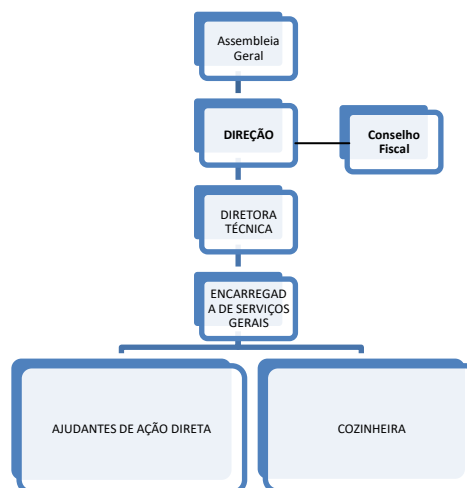 Assembleia
Geral
DIREÇÃO
Conselho
Fiscal
DIRETORA
TÉCNICA
ENCARREGAD
A DE SERVIÇOS
GERAIS
AJUDANTES DE AÇÃO DIRETA
COZINHEIRA